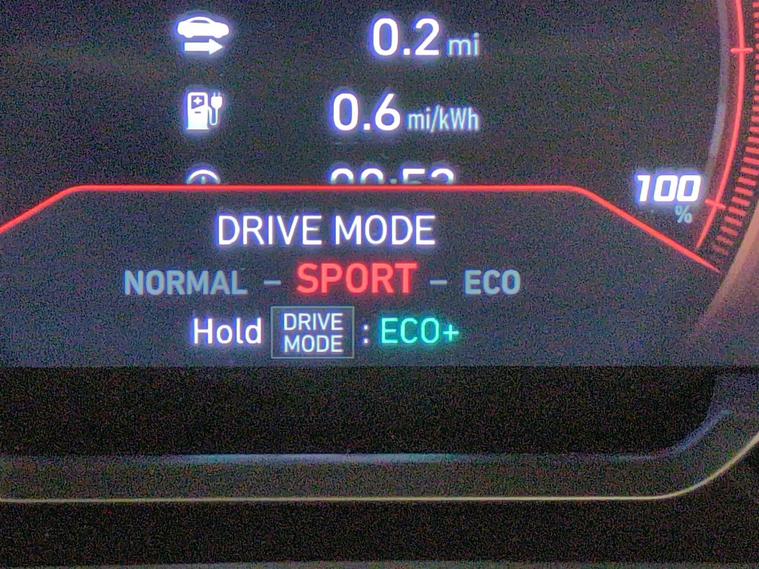 0.2 mi
0.6 mi/kWh
100
%
DRIVE MODE
NORMAL – SPORT – ECO
Hold DRIVE MODE : ECO+